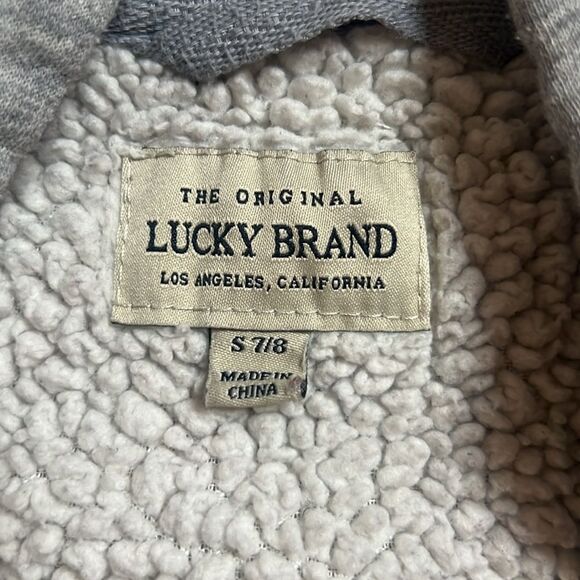 THE ORIGINAL
LUCKY BRAND
LOS ANGELES, CALIFORNIA
S 7/8
MADE IN
CHINA